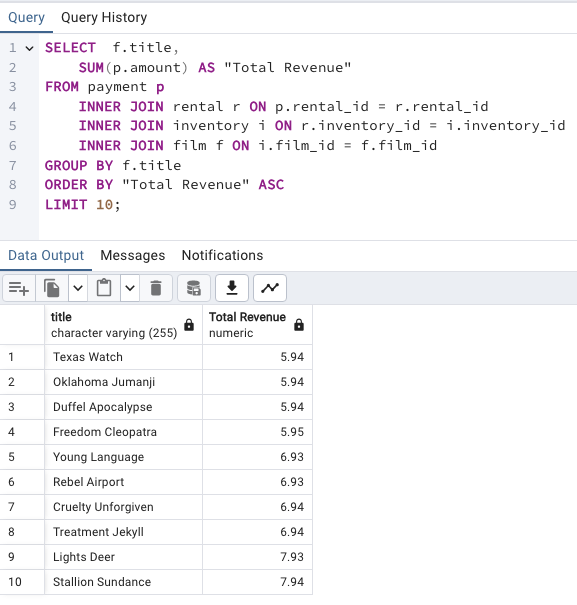 Query Query History
1 SELECT f.title,
2 SUM(p.amount) AS "Total Revenue"
3 FROM payment p
4 INNER JOIN rental r ON p.rental_id = r.rental_id
5 INNER JOIN inventory i ON r.inventory_id = i.inventory_id
6 INNER JOIN film f ON i.film_id = f.film_id
7 GROUP BY f.title
8 ORDER BY "Total Revenue" ASC
9 LIMIT 10;
Data Output Messages Notifications
title Total Revenue
character varying (255) numeric
1 Texas Watch 5.94
2 Oklahoma Jumanji 5.94
3 Duffel Apocalypse 5.94
4 Freedom Cleopatra 5.95
5 Young Language 6.93
6 Rebel Airport 6.93
7 Cruelty Unforgiven 6.94
8 Treatment Jekyll 6.94
9 Lights Deer 7.93
10 Stallion Sundance 7.94